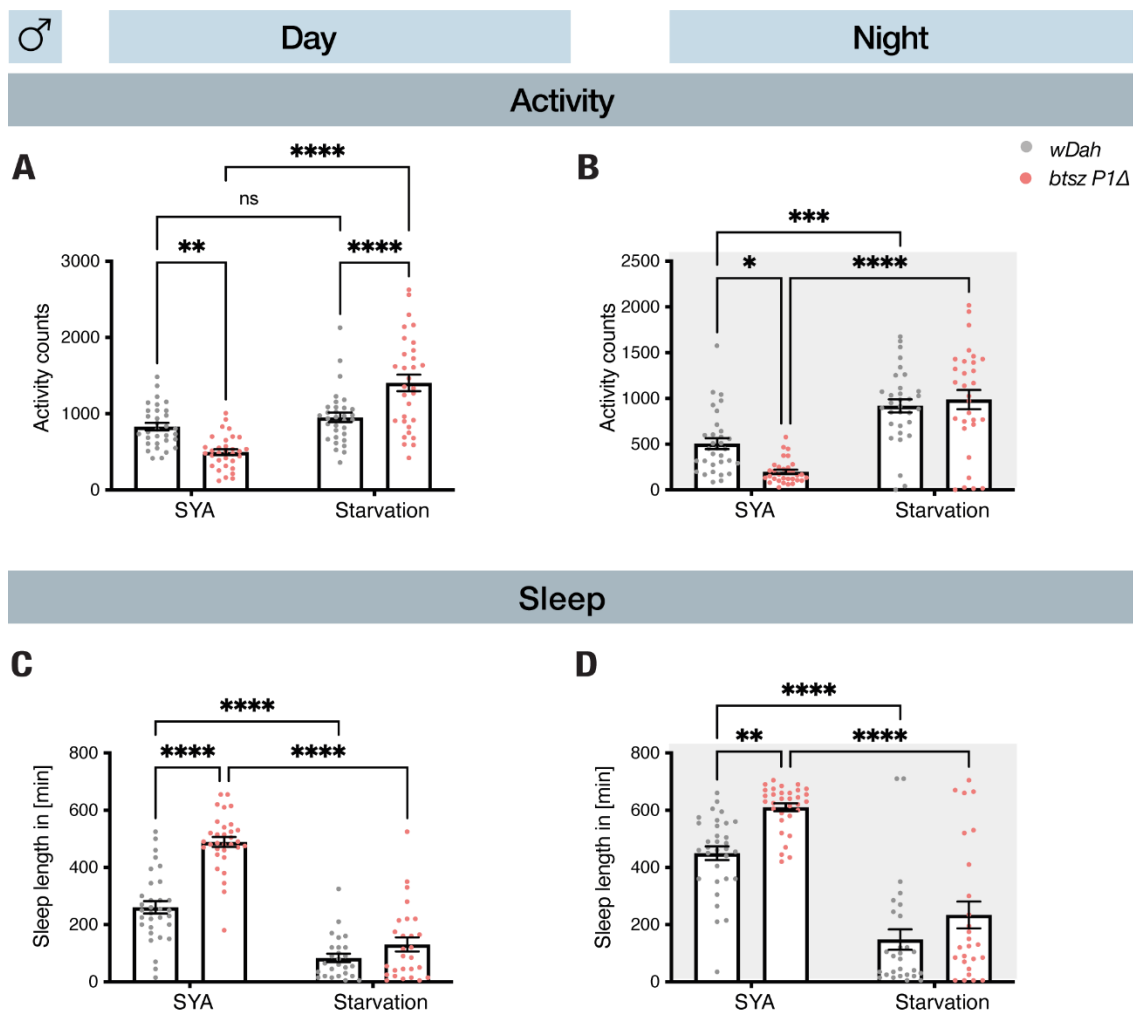 ♂ Day Night
Activity
A
B
wDah
btsz P1Δ
****
ns
**
****
***
*
****
3000
2000
1000
0
Activity counts
SYA
Starvation
2500
2000
1500
1000
500
0
Activity counts
SYA
Starvation
Sleep
C
D
****
****
****
****
**
****
800
600
400
200
0
Sleep length in [min]
SYA
Starvation
800
600
400
200
0
Sleep length in [min]
SYA
Starvation